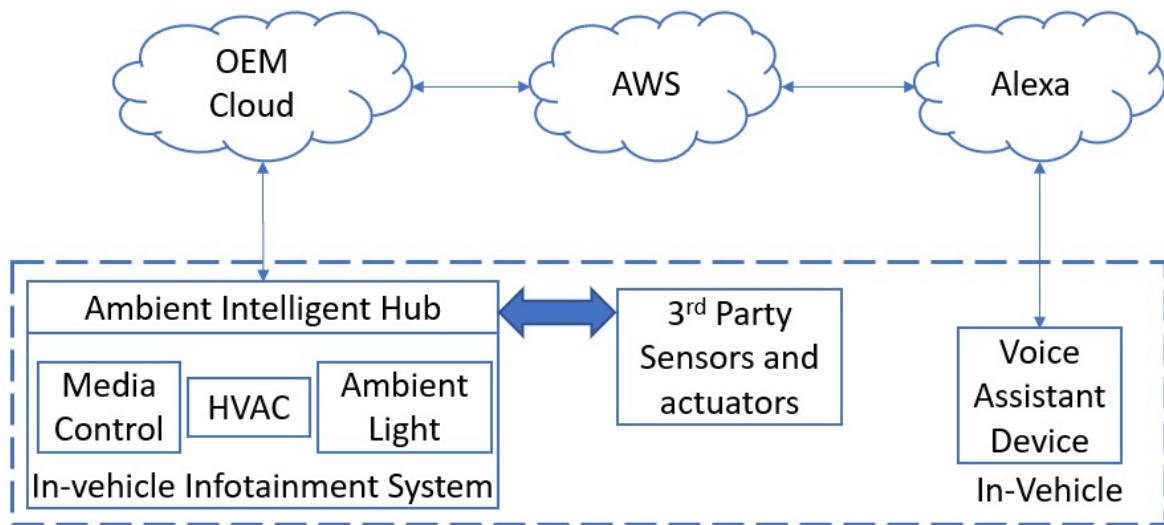 OEM
Cloud
AWS
Alexa
Ambient Intelligent Hub
Media
Control
HVAC
Ambient
Light
In-vehicle Infotainment System
3rd Party
Sensors and
actuators
Voice
Assistant
Device
In-Vehicle